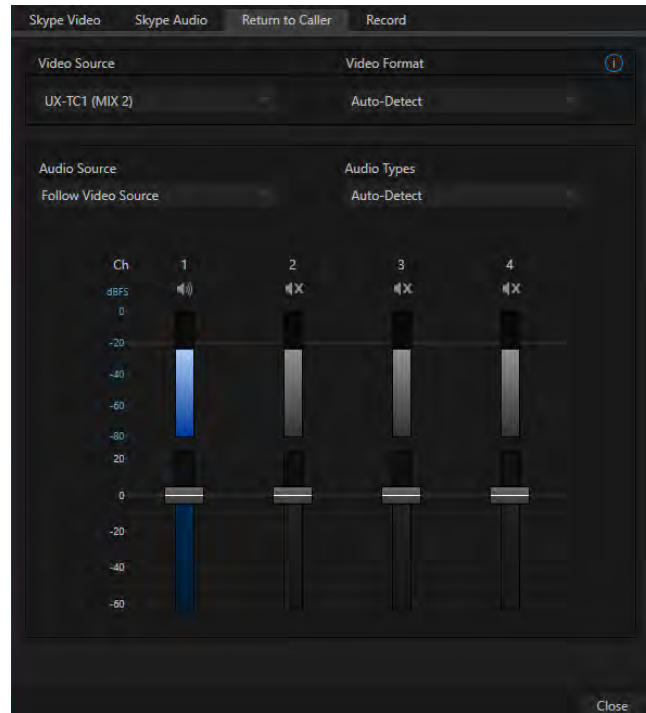 Skype Video Skype Audio Return to Caller Record
Video Source Video Format i
UX-TC1 (MIX 2) Auto-Detect
Audio Source Audio Types
Follow Video Source Auto-Detect
Ch 1 2 3 4
dBFS
0
-20
-40
-60
-80
20
0
-20
-40
-60
Close